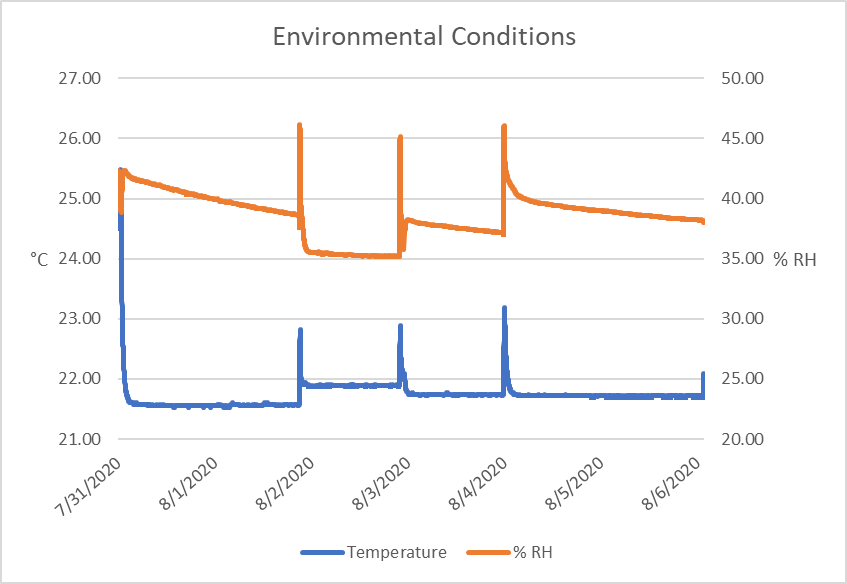 Environmental Conditions
27.00 50.00
26.00 45.00
25.00 40.00
24.00 35.00
°C % RH
23.00 30.00
22.00 25.00
21.00 20.00
7/31/2020 8/1/2020 8/2/2020 8/3/2020 8/4/2020 8/5/2020 8/6/2020
Temperature % RH